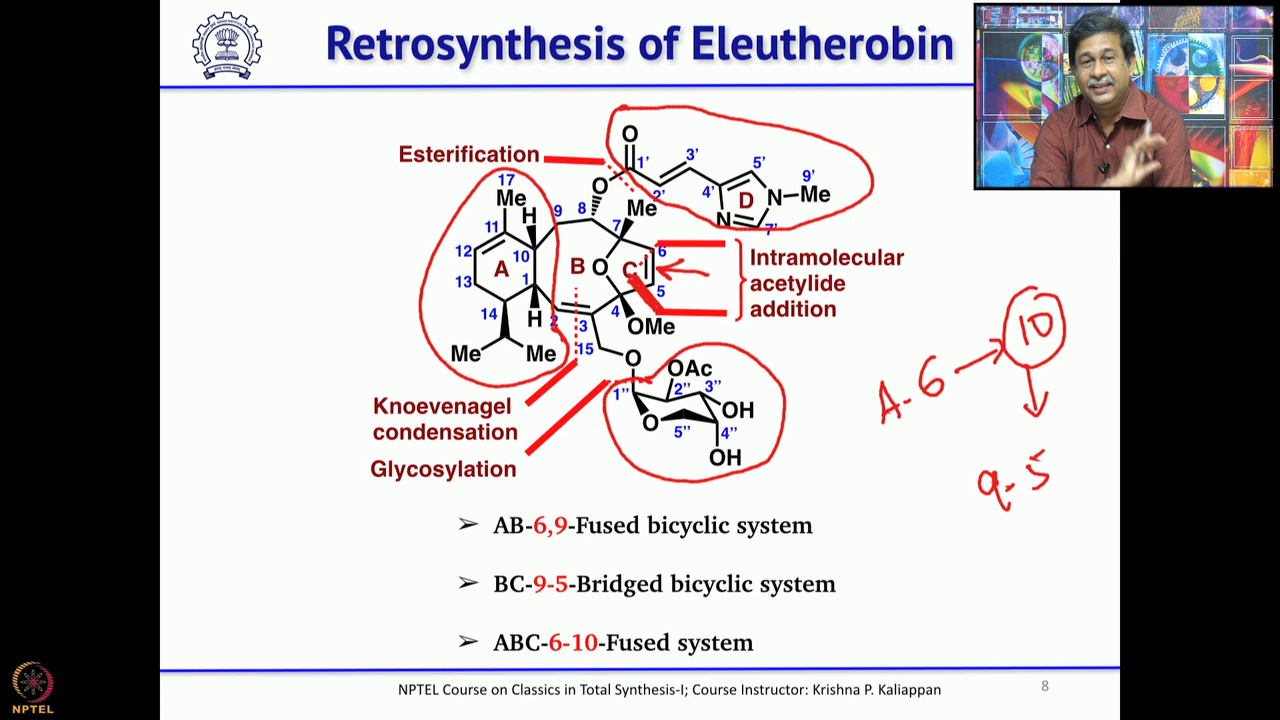 Retrosynthesis of Eleutherobin
Esterification
O
1'
3'
5'
9'
2'
4'
D
N
Me
N
7'
17
Me
H
9
8
O
Me
7
11
12
10
A
B
O
C
6
5
13
1
14
H
2
3
4
OMe
Me
Me
15
O
Intramolecular
acetylide
addition
10
A-6
9-5
OAc
1''
2''
3''
OH
O
5''
4''
OH
Knoevenagel
condensation
Glycosylation
➢ AB-6,9-Fused bicyclic system
➢ BC-9-5-Bridged bicyclic system
➢ ABC-6-10-Fused system
NPTEL Course on Classics in Total Synthesis-I; Course Instructor: Krishna P. Kaliappan
8
NPTEL